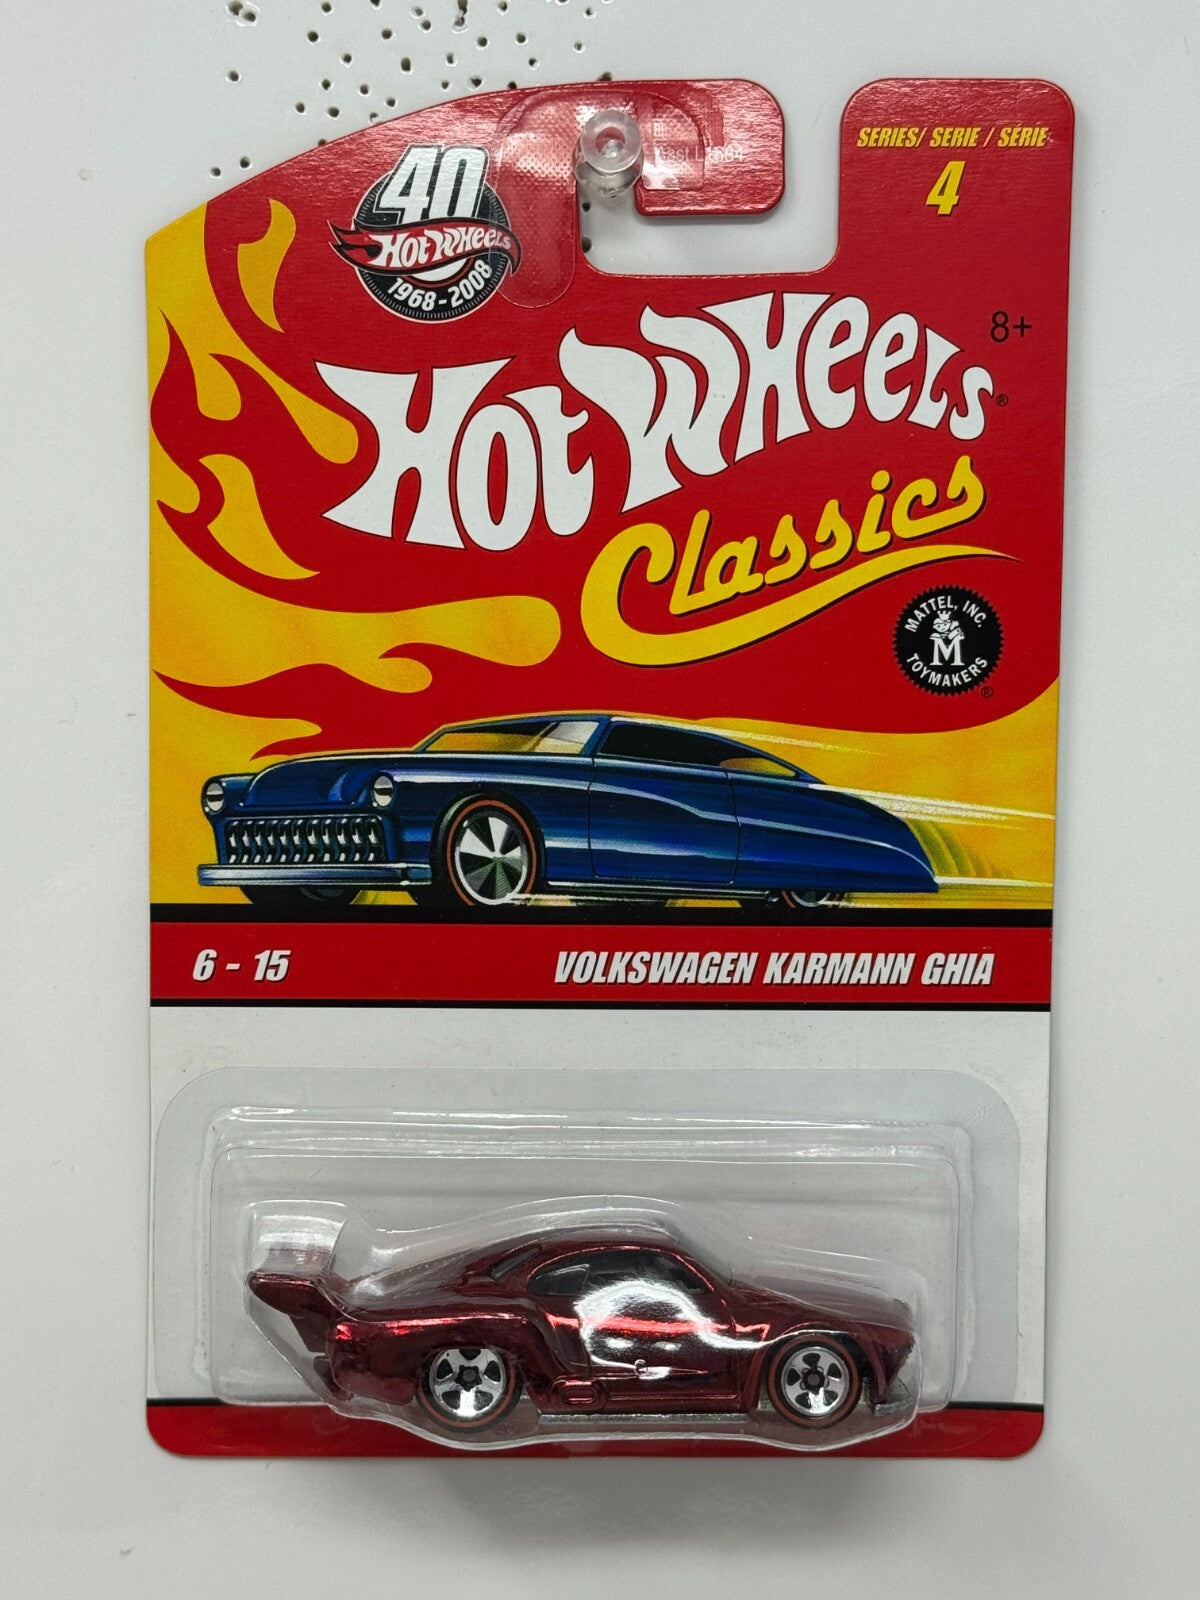 SERIES/ SERIE / SÉRIE
4
40
HOT WHEELS
1968-2008
8+
HOT WHEELS®
Classics
MATTEL, INC.
M
TOYMAKERS
®
6 - 15
VOLKSWAGEN KARMANN GHIA